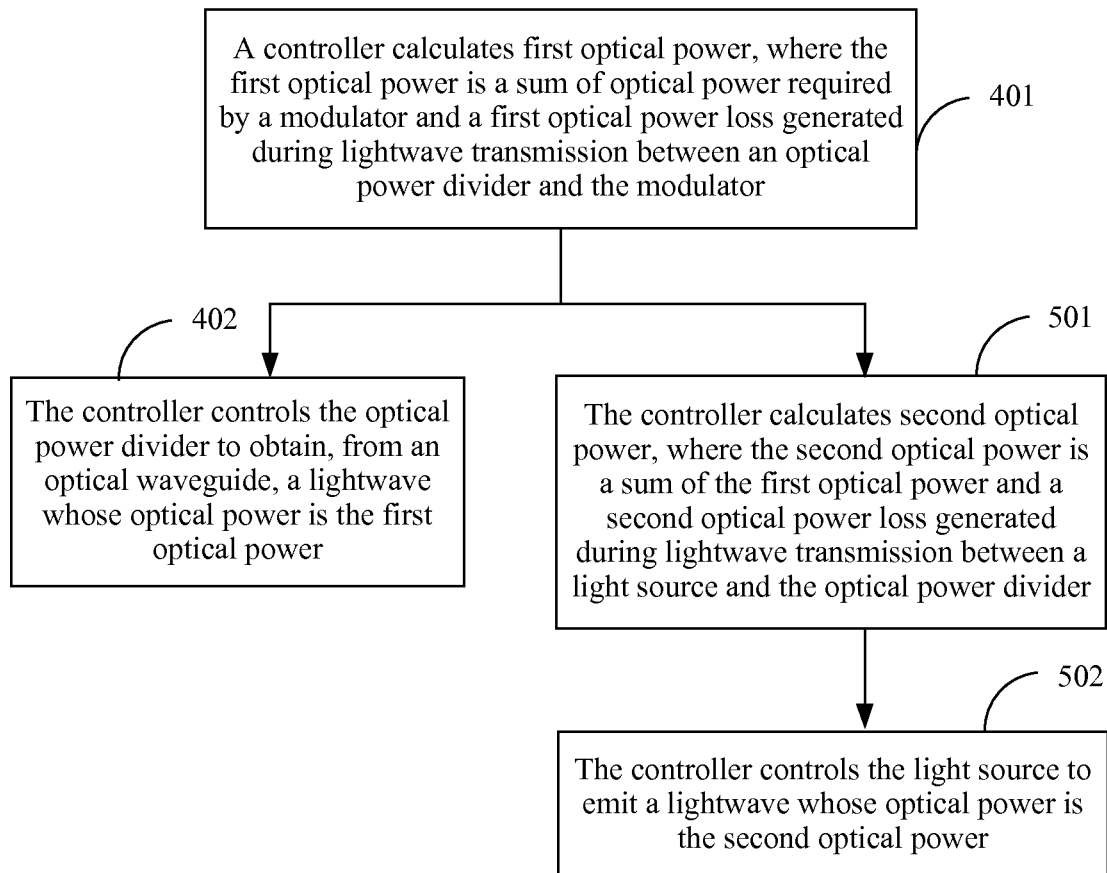 A controller calculates first optical power, where the
first optical power is a sum of optical power required
by a modulator and a first optical power loss generated
during lightwave transmission between an optical
power divider and the modulator
401
402
The controller controls the optical
power divider to obtain, from an
optical waveguide, a lightwave
whose optical power is the first
optical power
501
The controller calculates second optical
power, where the second optical power is
a sum of the first optical power and a
second optical power loss generated
during lightwave transmission between a
light source and the optical power divider
502
The controller controls the light source to
emit a lightwave whose optical power is
the second optical power